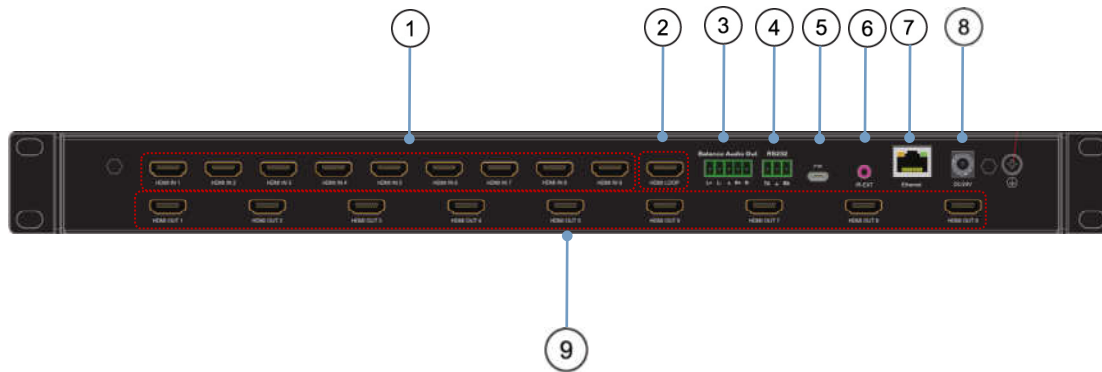 1 2 3 4 5 6 7 8
Balance Audio Out RS232
HDMI IN 1 HDMI IN 2 HDMI IN 3 HDMI IN 4 HDMI IN 5 HDMI IN 6 HDMI IN 7 HDMI IN 8 HDMI IN 9 HDMI LOOP L+ L- R+ R- FW IR-EXT Ethernet DC/24V
HDMI OUT 1 HDMI OUT 2 HDMI OUT 3 HDMI OUT 4 HDMI OUT 5 HDMI OUT 6 HDMI OUT 7 HDMI OUT 8 HDMI OUT 9
9